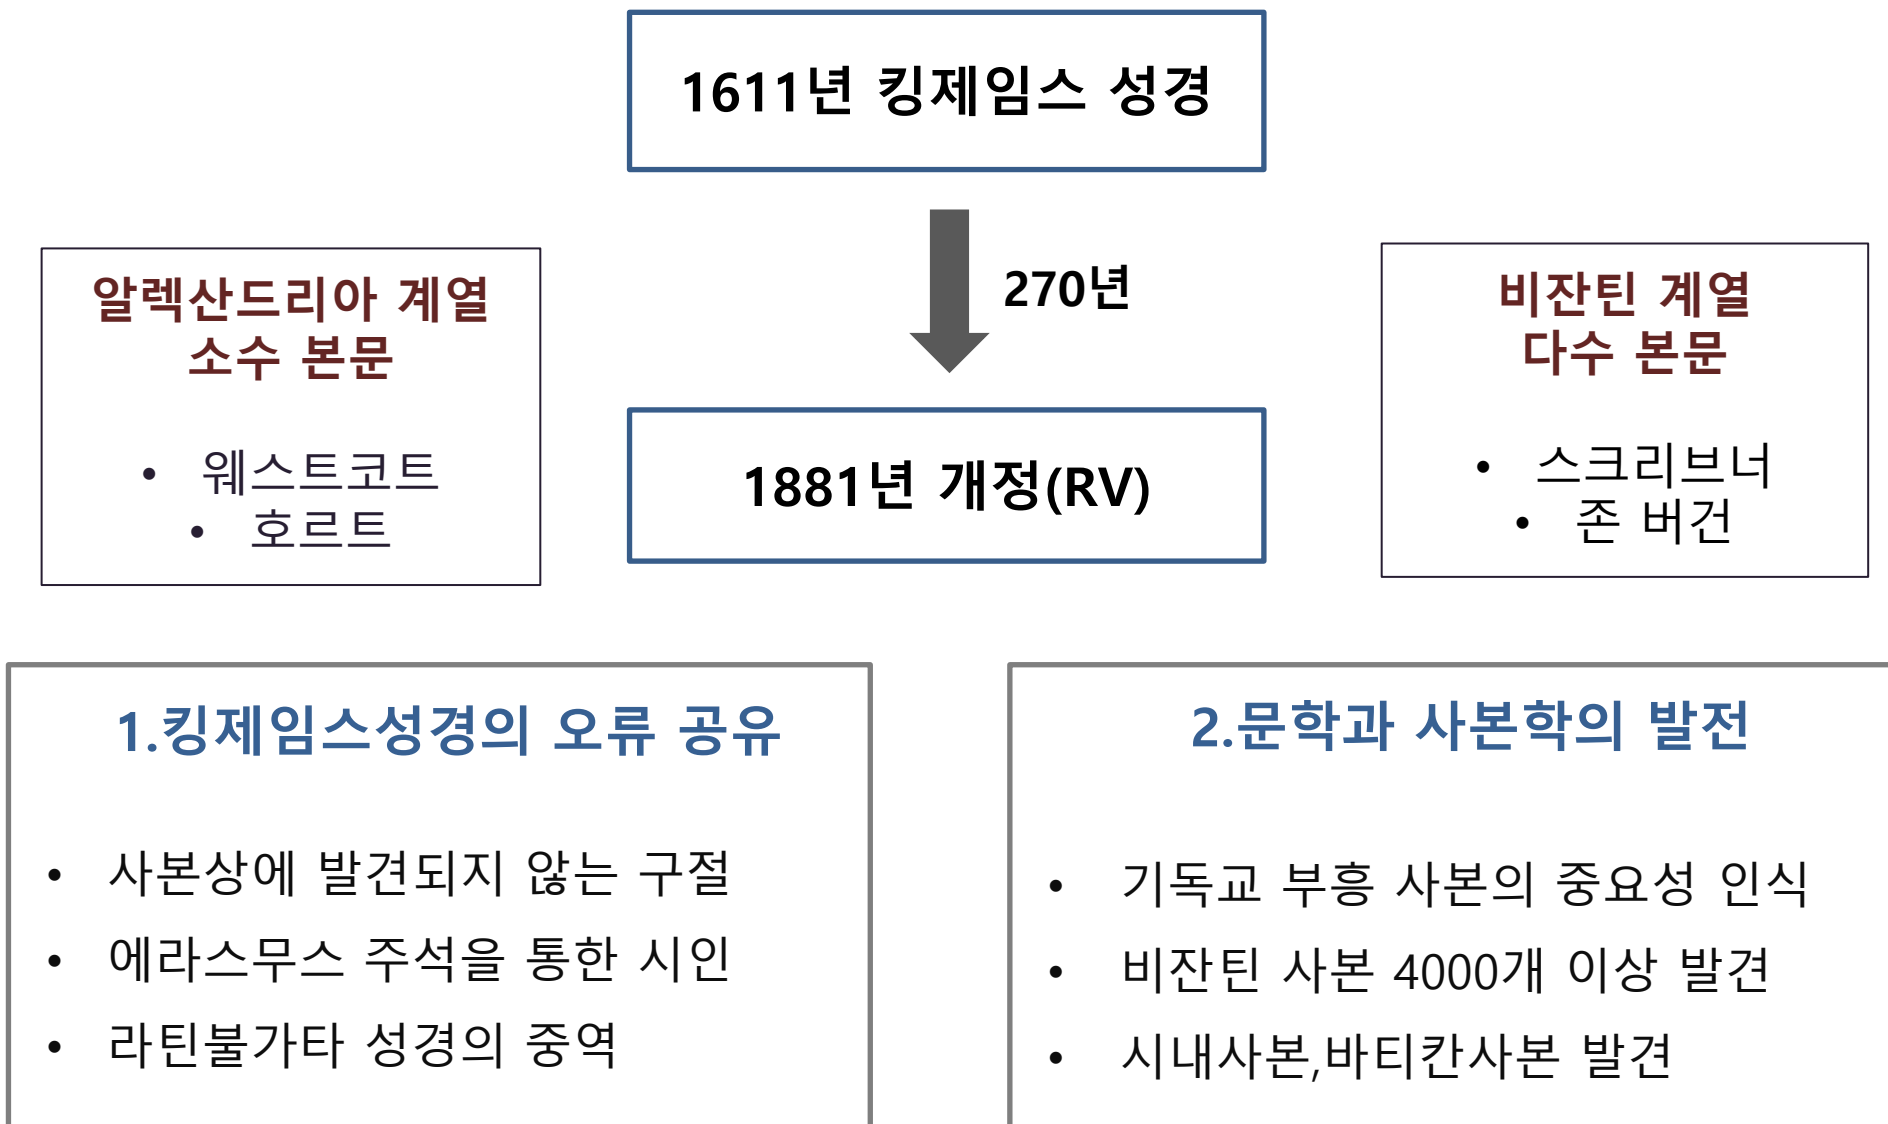 1611년 킹제임스 성경
270년
알렉산드리아 계열
소수 본문
• 웨스트코트
• 호르트
1881년 개정(RV)
비잔틴 계열
다수 본문
• 스크리브너
• 존 버건
1.킹제임스성경의 오류 공유
• 사본상에 발견되지 않는 구절
• 에라스무스 주석을 통한 시인
• 라틴불가타 성경의 중역
2.문학과 사본학의 발전
• 기독교 부흥 사본의 중요성 인식
• 비잔틴 사본 4000개 이상 발견
• 시내사본,바티칸사본 발견